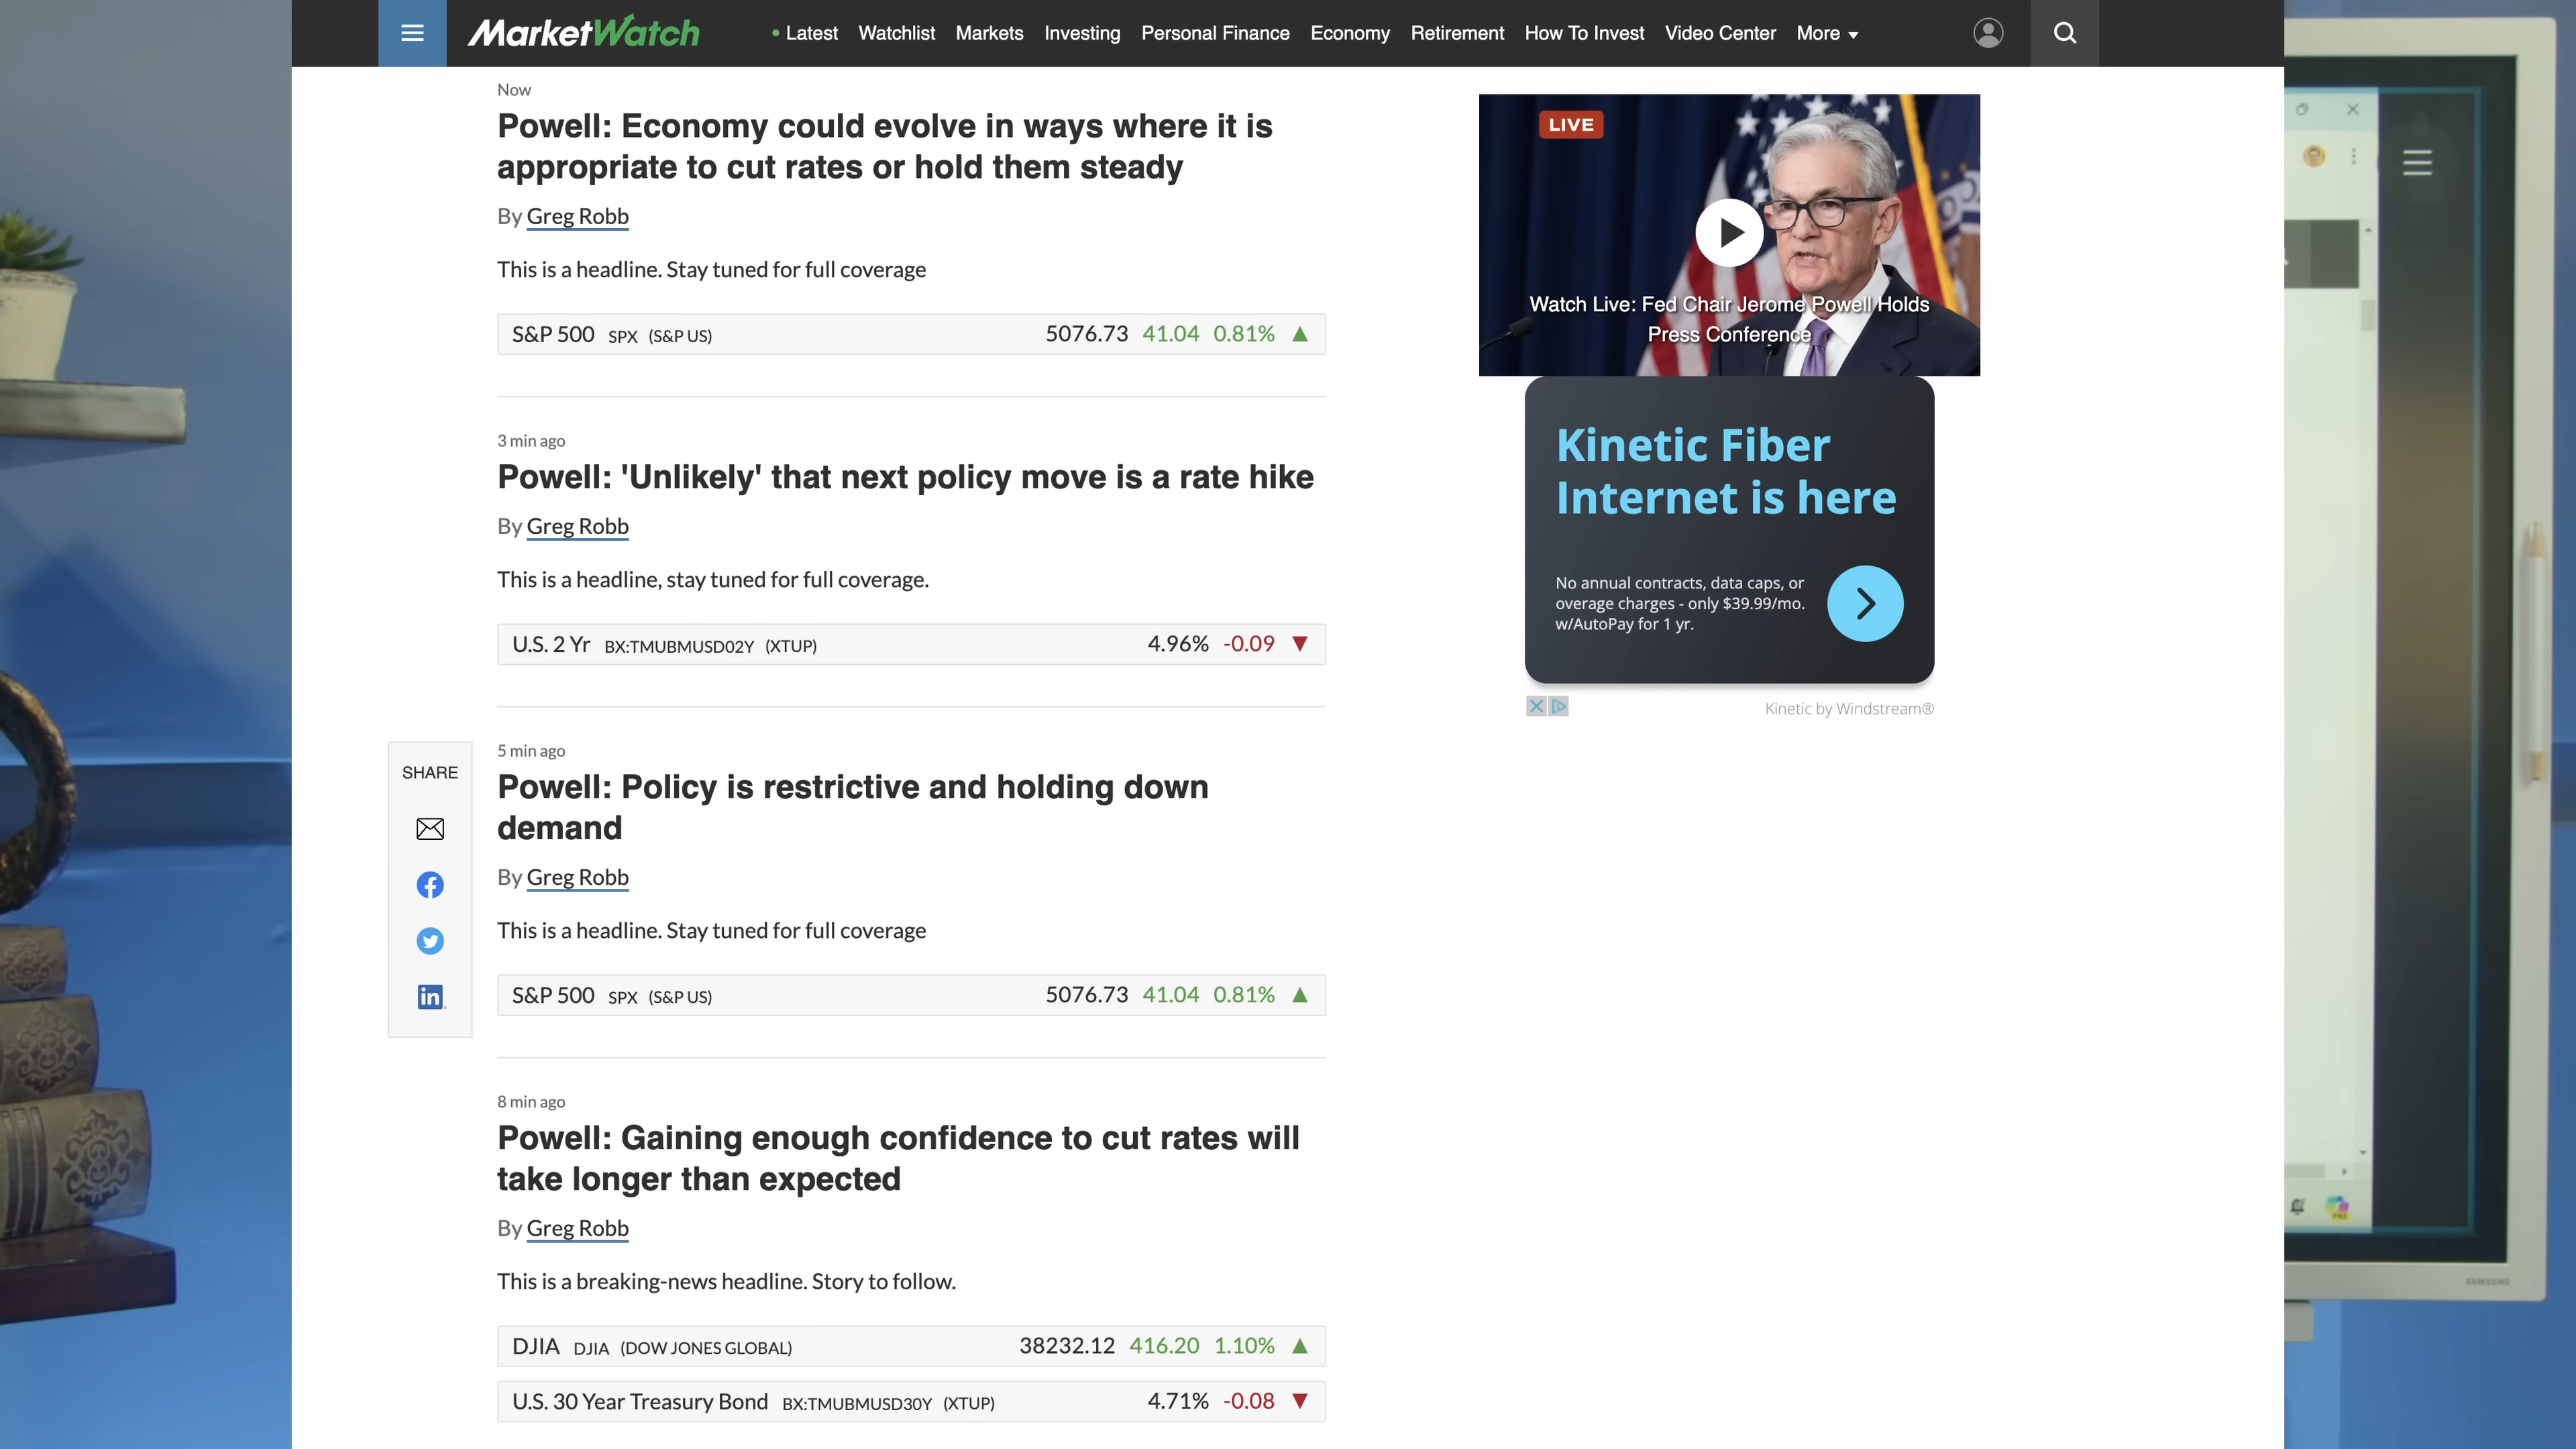 MarketWatch
Latest Watchlist Markets Investing Personal Finance Economy Retirement How To Invest Video Center More
Now
Powell: Economy could evolve in ways where it is
appropriate to cut rates or hold them steady
By Greg Robb
This is a headline. Stay tuned for full coverage
S&P 500 SPX (S&P US) 5076.73 41.04 0.81%
3 min ago
Powell: 'Unlikely' that next policy move is a rate hike
By Greg Robb
This is a headline, stay tuned for full coverage.
U.S. 2 Yr BX:TMUBMUSD02Y (XTUP) 4.96% -0.09
5 min ago
Powell: Policy is restrictive and holding down
demand
By Greg Robb
This is a headline. Stay tuned for full coverage
S&P 500 SPX (S&P US) 5076.73 41.04 0.81%
8 min ago
Powell: Gaining enough confidence to cut rates will
take longer than expected
By Greg Robb
This is a breaking-news headline. Story to follow.
DJIA DJIA (DOW JONES GLOBAL) 38232.12 416.20 1.10%
U.S. 30 Year Treasury Bond BX:TMUBMUSD30Y (XTUP) 4.71% -0.08
SHARE
in
LIVE
Watch Live: Fed Chair Jerome Powell Holds
Press Conference
Kinetic Fiber
Internet is here
No annual contracts, data caps, or
overage charges - only $39.99/mo.
w/AutoPay for 1 yr.
Kinetic by Windstream®
PRE
SAMSUNG